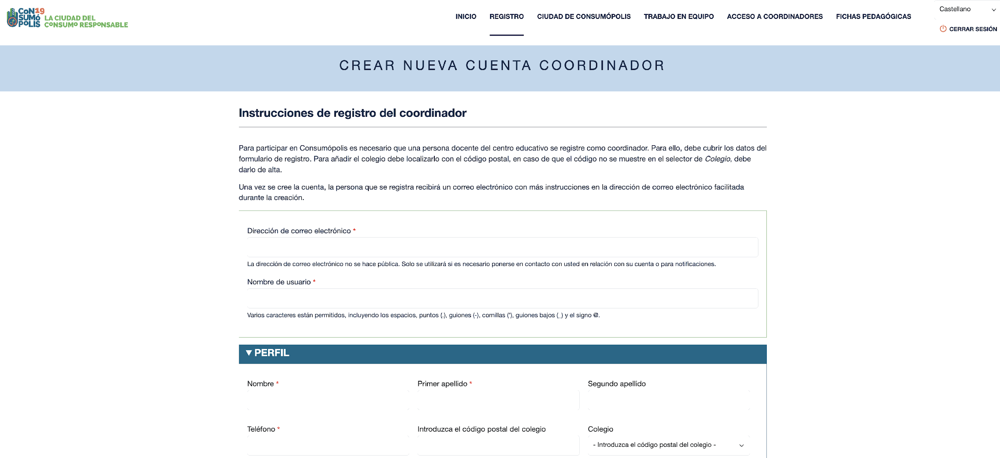 CONSUMÓPOLIS19
LA CIUDAD DEL
CONSUMO RESPONSABLE
INICIO
REGISTRO
CIUDAD DE CONSUMÓPOLIS
TRABAJO EN EQUIPO
ACCESO A COORDINADORES
FICHAS PEDAGÓGICAS
Castellano
CERRAR SESIÓN
CREAR NUEVA CUENTA COORDINADOR
Instrucciones de registro del coordinador
Para participar en Consumópolis es necesario que una persona docente del centro educativo se registre como coordinador. Para ello, debe cubrir los datos del
formulario de registro. Para añadir el colegio debe localizarlo con el código postal, en caso de que el código no se muestre en el selector de Colegio, debe
darlo de alta.
Una vez se cree la cuenta, la persona que se registra recibirá un correo electrónico con más instrucciones en la dirección de correo electrónico facilitada
durante la creación.
Dirección de correo electrónico *
La dirección de correo electrónico no se hace pública. Solo se utilizará si es necesario ponerse en contacto con usted en relación con su cuenta o para notificaciones.
Nombre de usuario *
Varios caracteres están permitidos, incluyendo los espacios, puntos (.), guiones (-), comillas ('), guiones bajos (_) y el signo @.
PERFIL
Nombre *
Primer apellido *
Segundo apellido
Teléfono *
Introduzca el código postal del colegio
Colegio
- Introduzca el código postal del colegio -